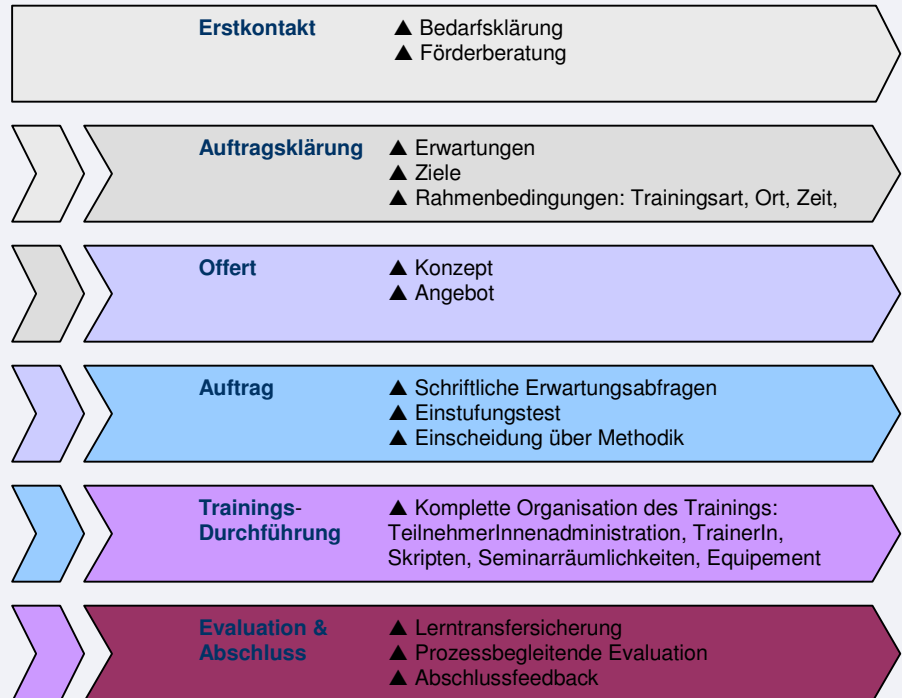 Erstkontakt ▲ Bedarfsklärung
▲ Förderberatung
Auftragsklärung ▲ Erwartungen
▲ Ziele
▲ Rahmenbedingungen: Trainingsart, Ort, Zeit,
Offert ▲ Konzept
▲ Angebot
Auftrag ▲ Schriftliche Erwartungsabfragen
▲ Einstufungstest
▲ Einscheidung über Methodik
Trainings-
Durchführung
▲ Komplette Organisation des Trainings:
TeilnehmerInnenadministration, TrainerIn,
Skripten, Seminarräumlichkeiten, Equipement
Evaluation &
Abschluss
▲ Lerntransfersicherung
▲ Prozessbegleitende Evaluation
▲ Abschlussfeedback